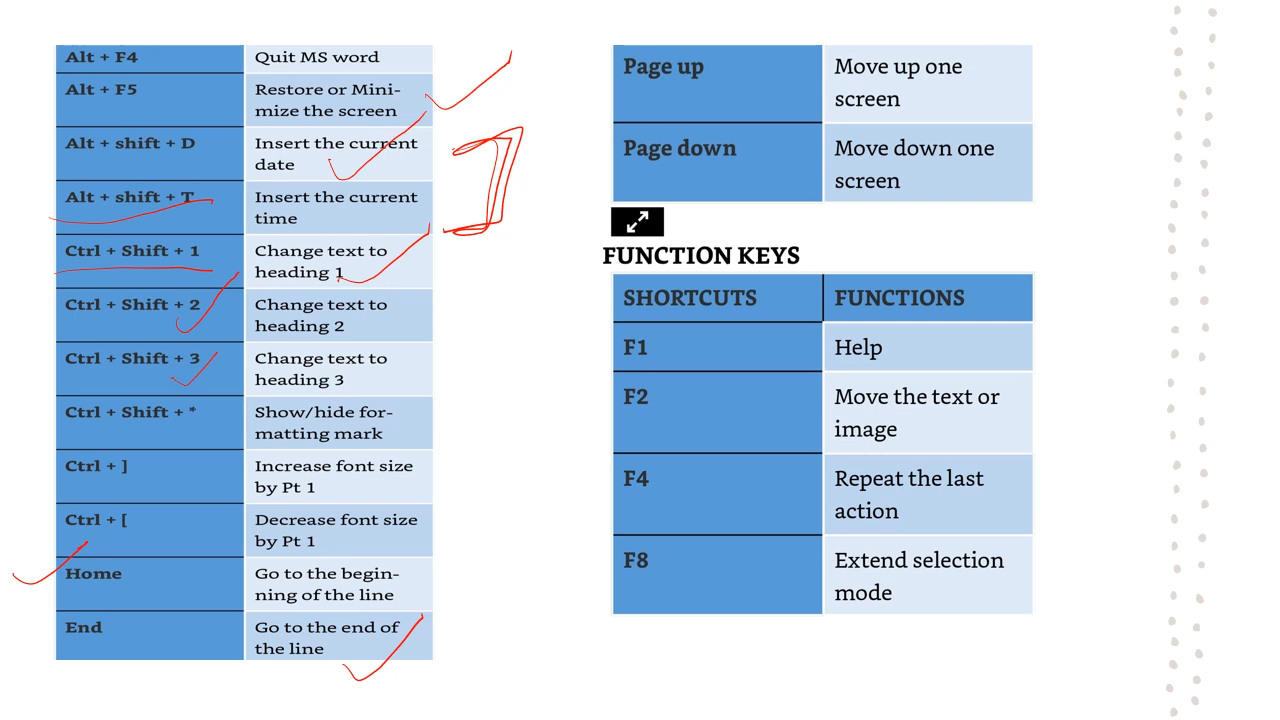 Alt + F4
Quit MS word
Alt + F5
Restore or Mini-
mize the screen
Alt + shift + D
Insert the current
date
Alt + shift + T
Insert the current
time
Ctrl + Shift + 1
Change text to
heading 1
Ctrl + Shift + 2
Change text to
heading 2
Ctrl + Shift + 3
Change text to
heading 3
Ctrl + Shift + *
Show/hide for-
matting mark
Ctrl + ]
Increase font size
by Pt 1
Ctrl + [
Decrease font size
by Pt 1
Home
Go to the begin-
ning of the line
End
Go to the end of
the line
Page up
Move up one
screen
Page down
Move down one
screen
FUNCTION KEYS
SHORTCUTS
FUNCTIONS
F1
Help
F2
Move the text or
image
F4
Repeat the last
action
F8
Extend selection
mode